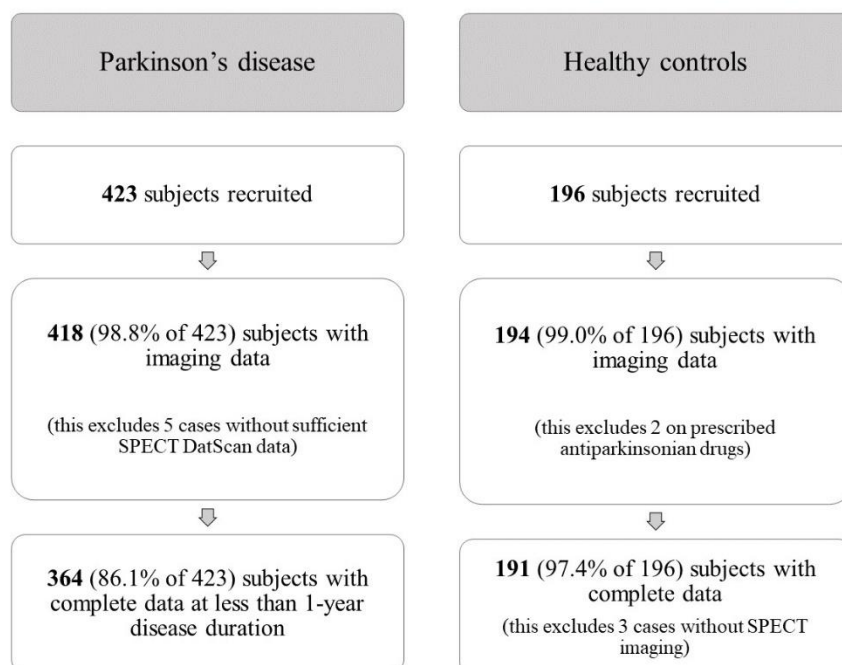 Parkinson’s disease
423 subjects recruited
418 (98.8% of 423) subjects with
imaging data
(this excludes 5 cases without sufficient
SPECT DatScan data)
364 (86.1% of 423) subjects with
complete data at less than 1-year
disease duration
Healthy controls
196 subjects recruited
194 (99.0% of 196) subjects with
imaging data
(this excludes 2 on prescribed
antiparkinsonian drugs)
191 (97.4% of 196) subjects with
complete data
(this excludes 3 cases without SPECT
imaging)